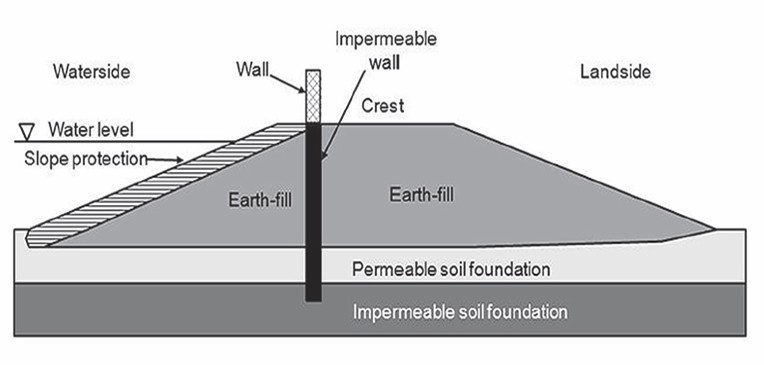 Impermeable
wall
Waterside
Wall
Landside
Crest
Water level
Slope protection
Earth-fill
Earth-fill
Permeable soil foundation
Impermeable soil foundation